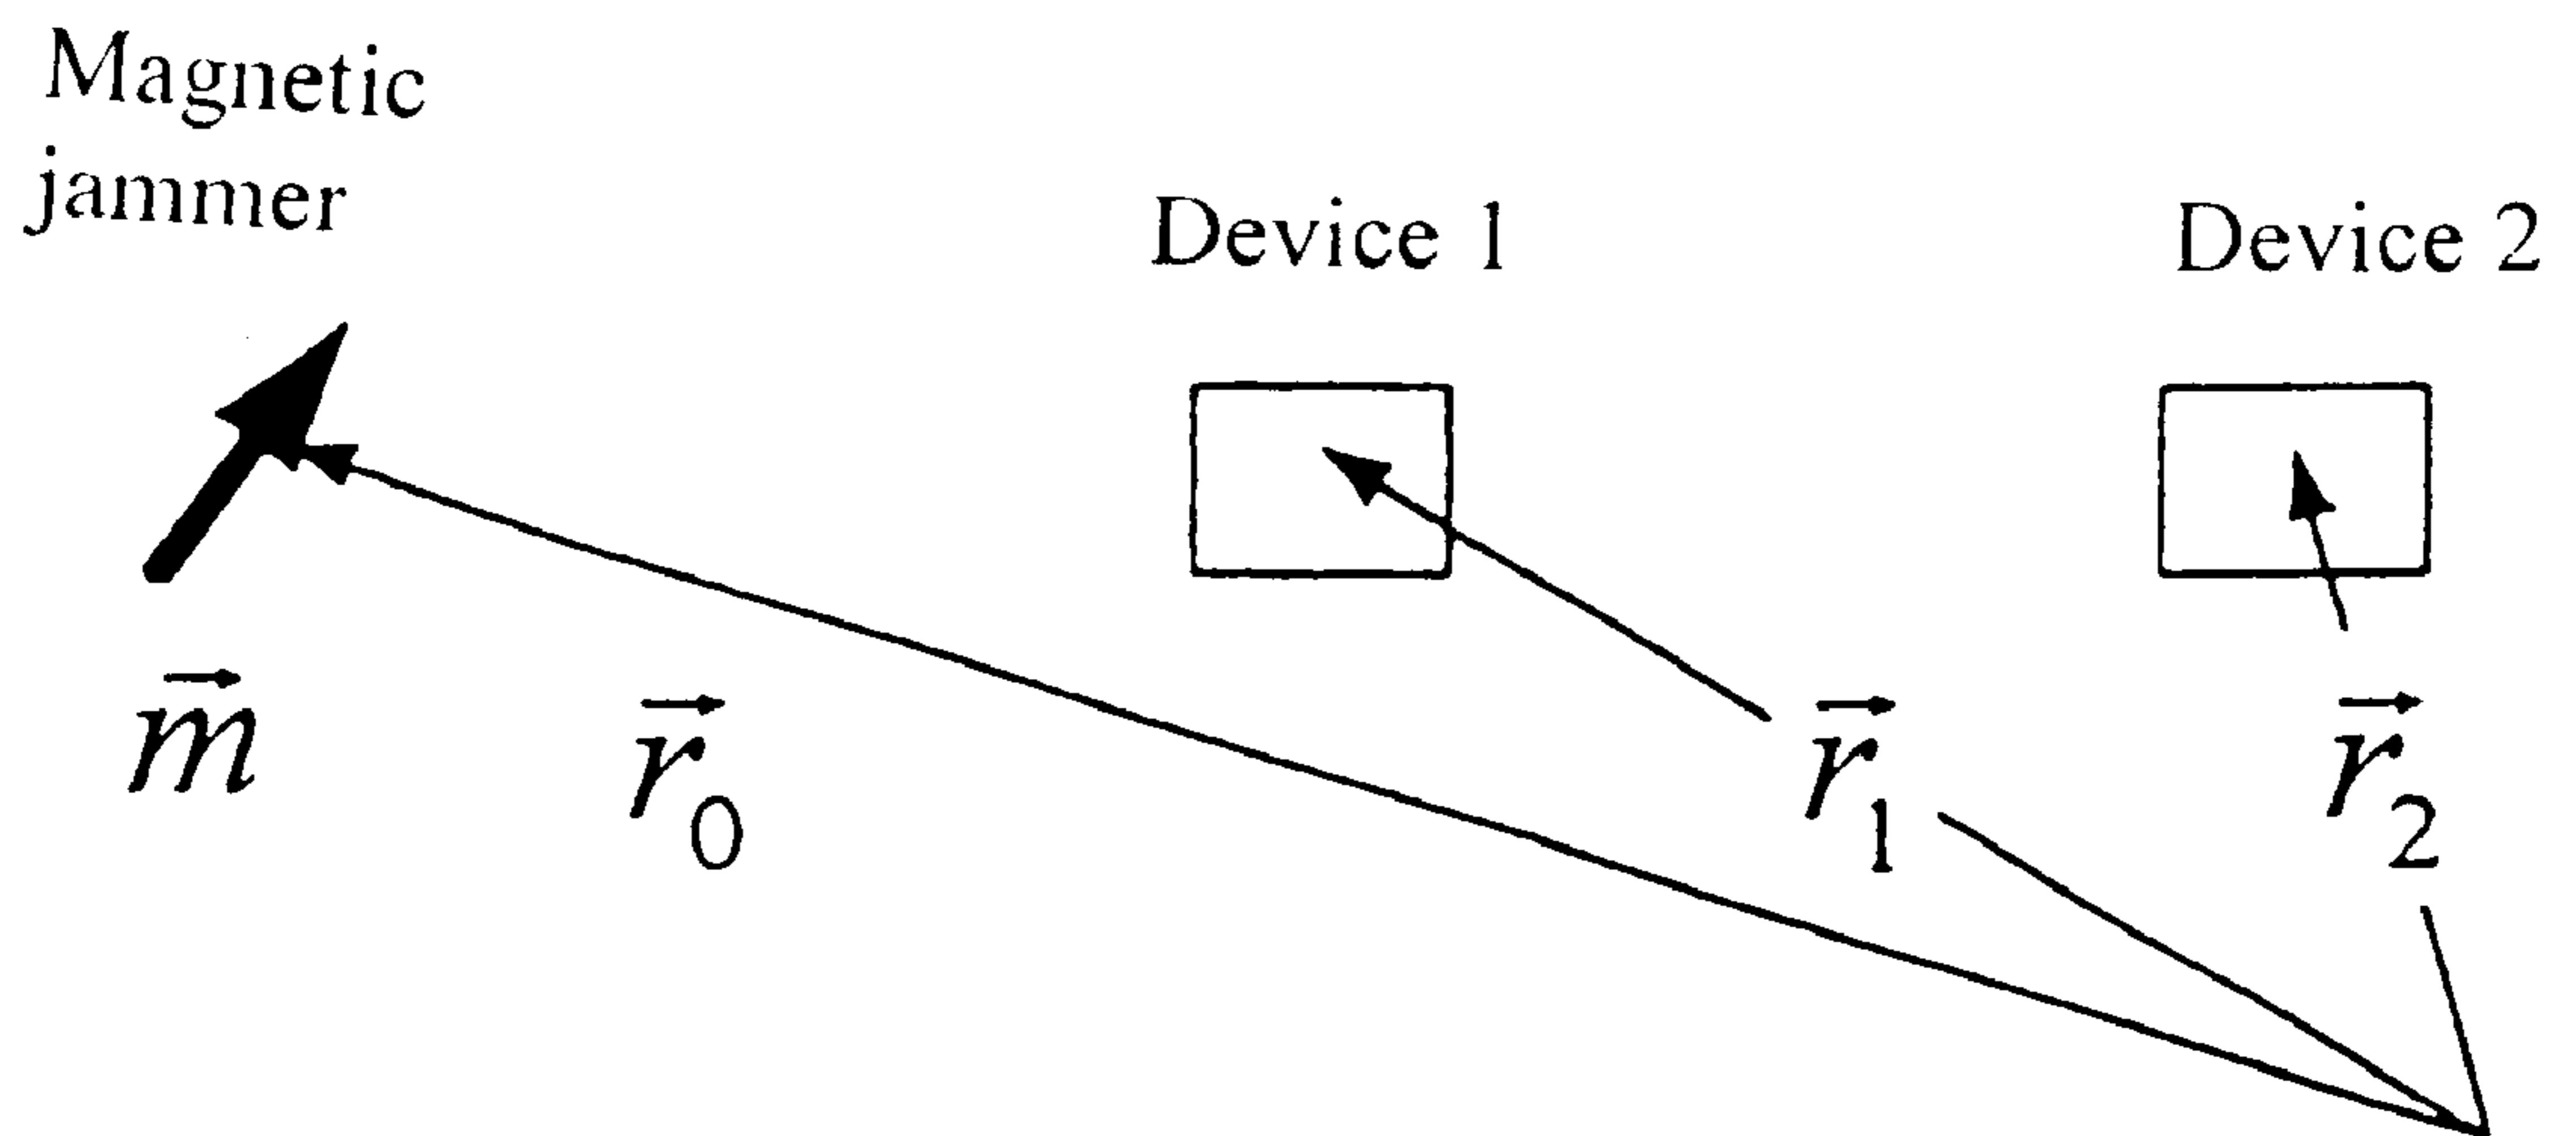 Magnetic
jammer
Device 1
Device 2
m⃗
r⃗₀
r⃗₁
r⃗₂